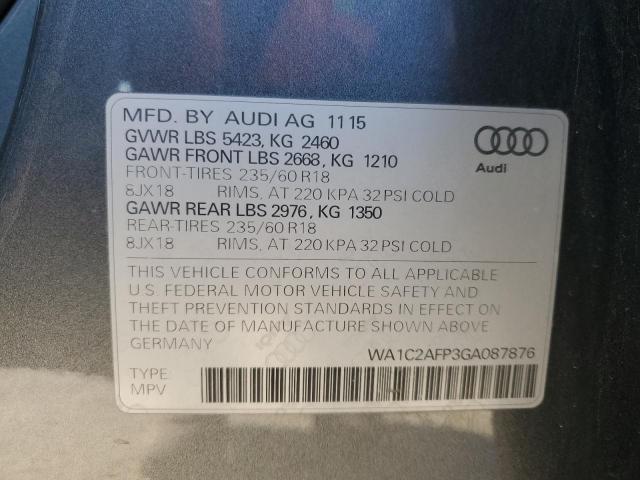 MFD. BY AUDI AG 1115
GVWR LBS 5423, KG 2460
GAWR FRONT LBS 2668, KG 1210
FRONT-TIRES 235/60 R18
8JX18 RIMS, AT 220 KPA 32 PSI COLD
GAWR REAR LBS 2976, KG 1350
REAR-TIRES 235/60 R18
8JX18 RIMS, AT 220 KPA 32 PSI COLD
Audi
THIS VEHICLE CONFORMS TO ALL APPLICABLE
U.S. FEDERAL MOTOR VEHICLE SAFETY AND
THEFT PREVENTION STANDARDS IN EFFECT ON
THE DATE OF MANUFACTURE SHOWN ABOVE.
GERMANY
WA1C2AFP3GA087876
TYPE:
MPV